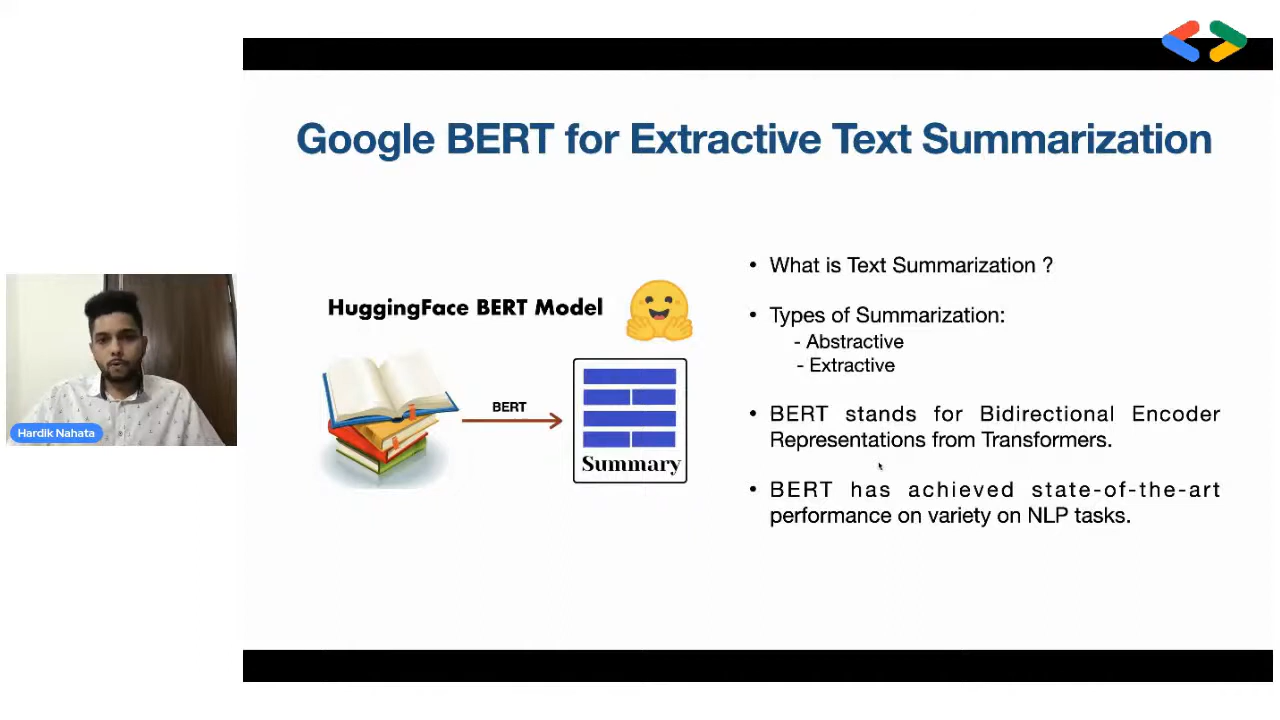 Google BERT for Extractive Text Summarization
HuggingFace BERT Model
BERT
Summary
• What is Text Summarization ?
• Types of Summarization:
- Abstractive
- Extractive
• BERT stands for Bidirectional Encoder
Representations from Transformers.
• BERT has achieved state-of-the-art
performance on variety on NLP tasks.
Hardik Nahata